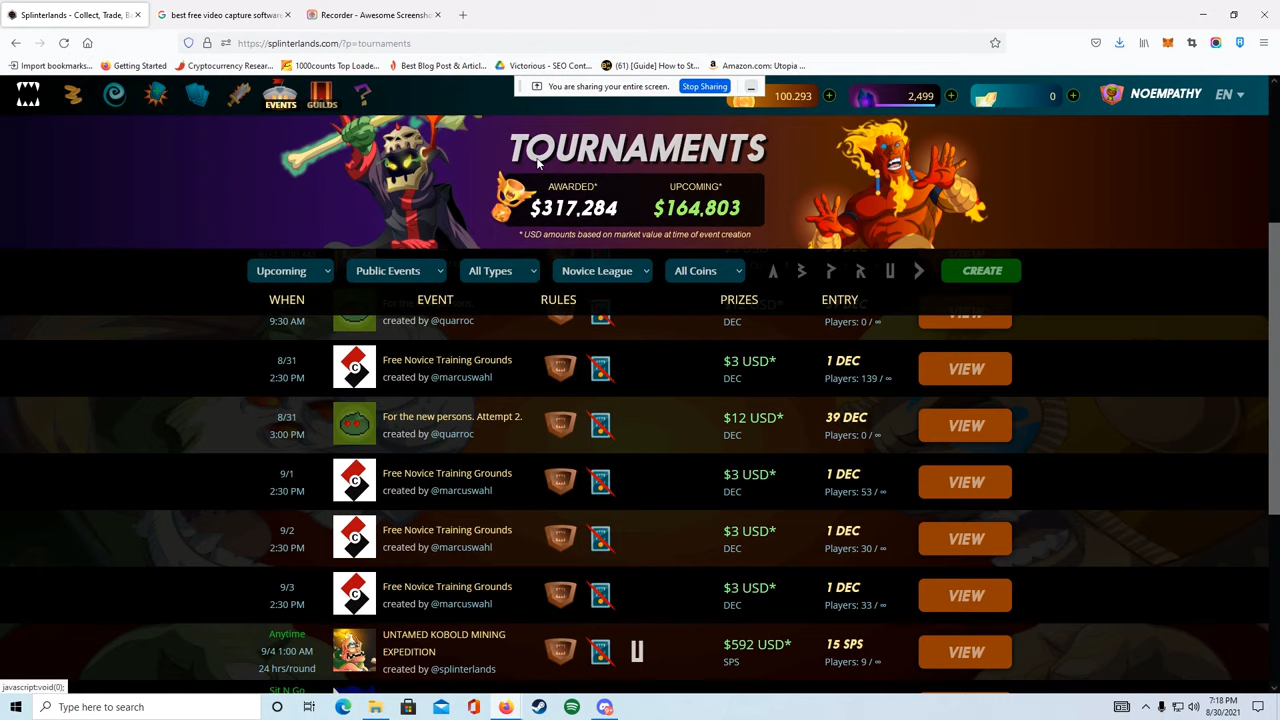 Splinterlands - Collect, Trade, B
best free video capture software
Recorder - Awesome Screensho
https://splinterlands.com/?p=tournaments
Import bookmarks...
Getting Started
Cryptocurrency Resear...
1000counts Top Loade...
Best Blog Post & Articl...
Victorious - SEO Cont...
(61) [Guide] How to St...
Amazon.com: Utopia ...
You are sharing your entire screen.
Stop Sharing
EVENTS
GUILDS
100.293
2,499
0
NOEMPATHY
EN
TOURNAMENTS
AWARDED*
UPCOMING*
$317,284
$164,803
* USD amounts based on market value at time of event creation
Upcoming
Public Events
All Types
Novice League
All Coins
CREATE
WHEN
EVENT
RULES
PRIZES
ENTRY
9:30 AM
For the new persons.
created by @quarroc
DEC
Players: 0 / ∞
VIEW
8/31
2:30 PM
Free Novice Training Grounds
created by @marcuswahl
$3 USD*
DEC
1 DEC
Players: 139 / ∞
VIEW
8/31
3:00 PM
For the new persons. Attempt 2.
created by @quarroc
$12 USD*
DEC
39 DEC
Players: 0 / ∞
VIEW
9/1
2:30 PM
Free Novice Training Grounds
created by @marcuswahl
$3 USD*
DEC
1 DEC
Players: 53 / ∞
VIEW
9/2
2:30 PM
Free Novice Training Grounds
created by @marcuswahl
$3 USD*
DEC
1 DEC
Players: 30 / ∞
VIEW
9/3
2:30 PM
Free Novice Training Grounds
created by @marcuswahl
$3 USD*
DEC
1 DEC
Players: 33 / ∞
VIEW
Anytime
9/4 1:00 AM
24 hrs/round
UNTAMED KOBOLD MINING
EXPEDITION
created by @splinterlands
$592 USD*
SPS
15 SPS
Players: 9 / ∞
VIEW
Sit N Go
javascript:void(0);
Type here to search
7:18 PM
8/30/2021